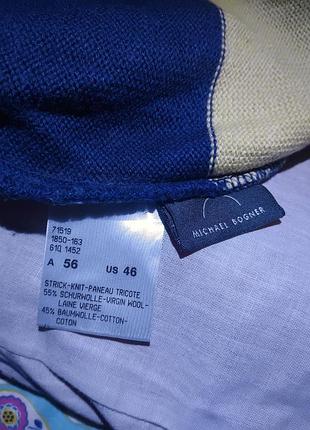 71519
1850-163
61Q 1452
A 56 US 46
STRICK-KNIT-PANEAU TRICOTE
55% SCHURWOLLE-VIRGIN WOOL-
LAINE VIERGE
45% BAUMWOLLE-COTTON-
COTON
MICHAEL BOGNER